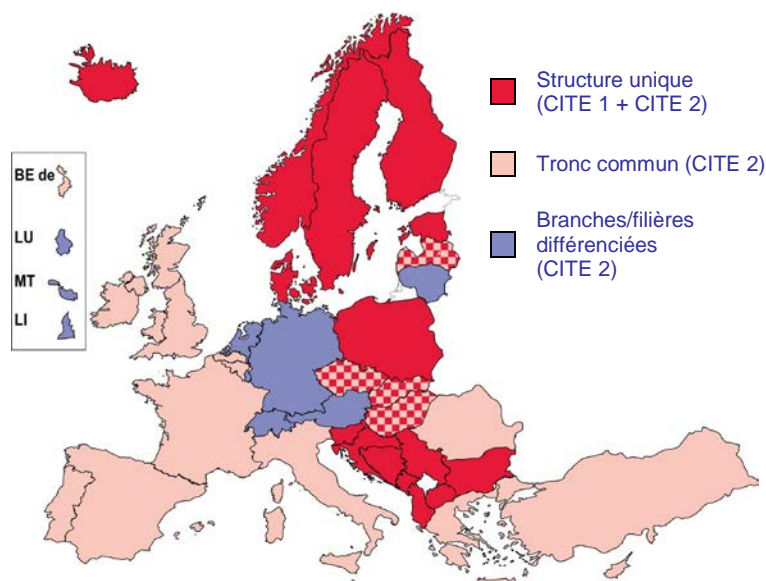 Structure unique
(CITE 1 + CITE 2)
Tronc commun (CITE 2)
Branches/filières
différenciées
(CITE 2)
BE de
LU
MT
LI